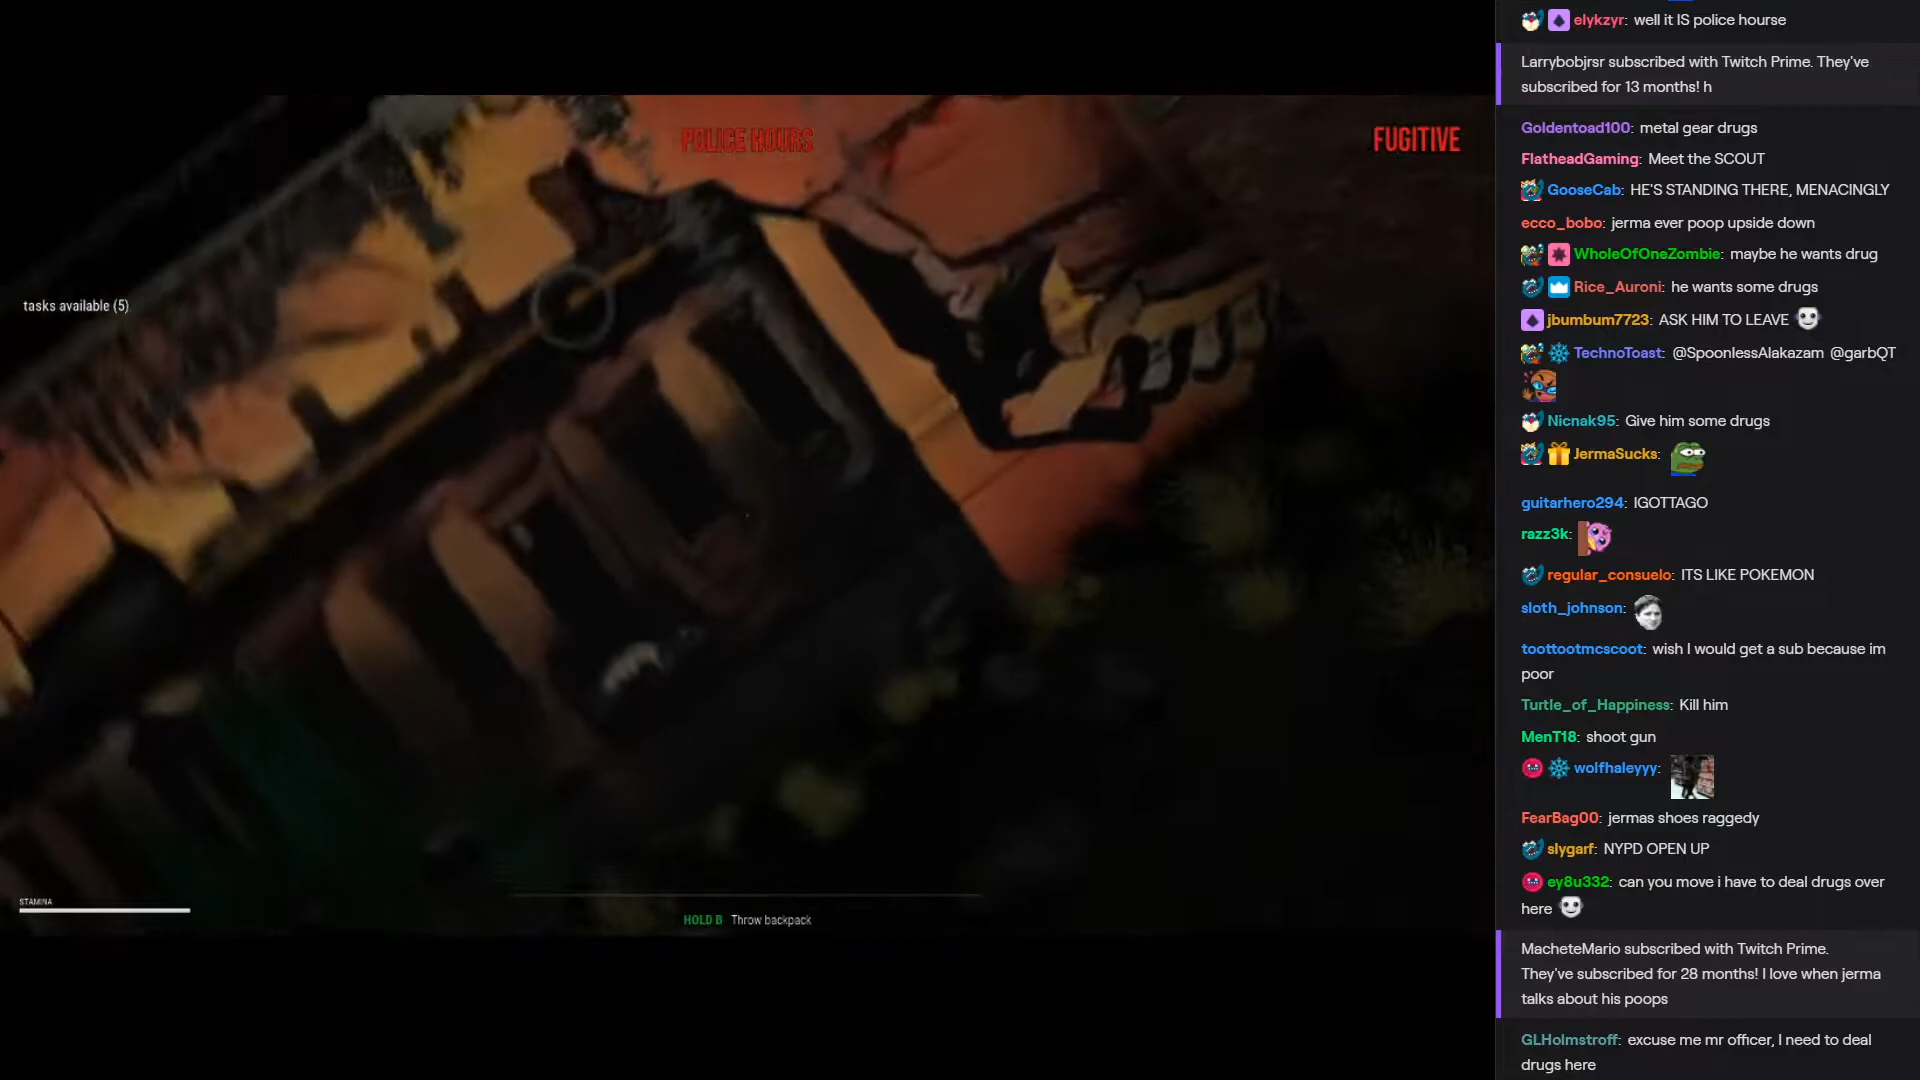 POLICE HOURS
FUGITIVE
tasks available (5)
STAMINA
HOLD B Throw backpack
elykzyr: well it IS police hourse
Larrybobjrsr subscribed with Twitch Prime. They've
subscribed for 13 months! h
Goldentoad100: metal gear drugs
FlatheadGaming: Meet the SCOUT
GooseCab: HE'S STANDING THERE, MENACINGLY
ecco_bobo: jerma ever poop upside down
WholeOfOneZombie: maybe he wants drug
Rice_Auroni: he wants some drugs
jbumbum7723: ASK HIM TO LEAVE
TechnoToast: @SpoonlessAlakazam @garbQT
Nicnak95: Give him some drugs
JermaSucks:
guitarhero294: IGOTTAGO
razz3k:
regular_consuelo: ITS LIKE POKEMON
sloth_johnson:
toottootmcscoot: wish I would get a sub because im
poor
Turtle_of_Happiness: Kill him
MenT18: shoot gun
wolfhaleyyy:
FearBag00: jermas shoes raggedy
slygarf: NYPD OPEN UP
ey8u332: can you move i have to deal drugs over
here
MacheteMario subscribed with Twitch Prime.
They've subscribed for 28 months! I love when jerma
talks about his poops
GLHolmstroff: excuse me mr officer, I need to deal
drugs here